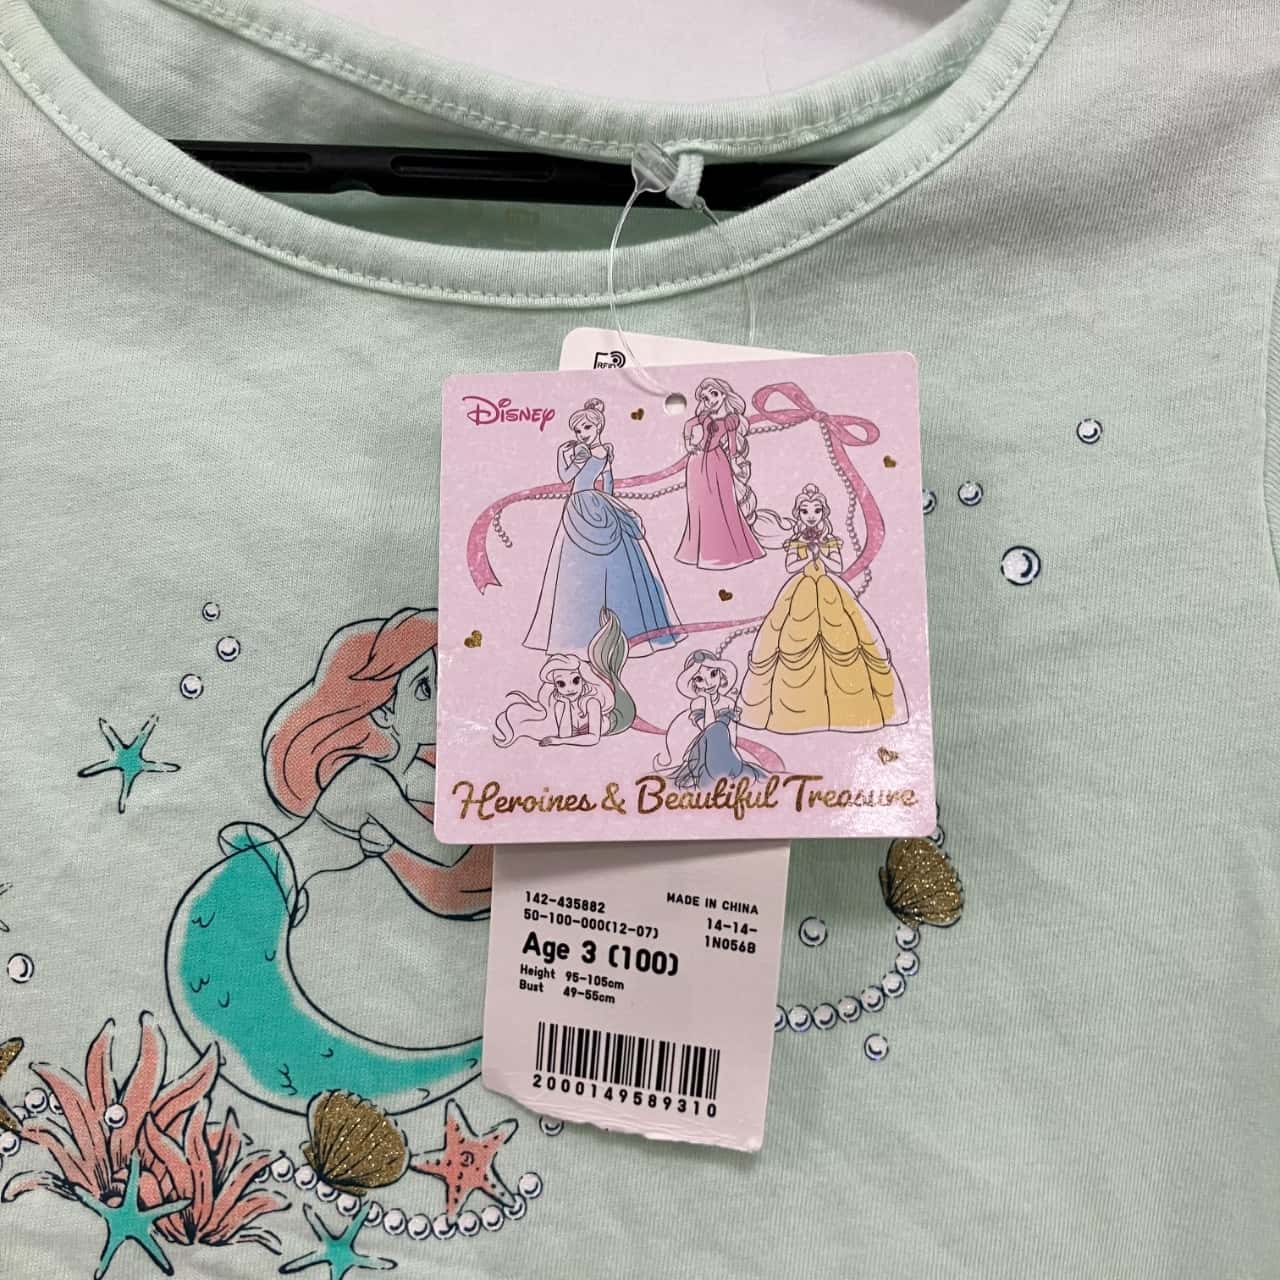 RFID
Disney
Heroines & Beautiful Treasure
142-435882
MADE IN CHINA
50-100-000(12-07)
14-14-
1N056B
Age 3 (100)
Height 95-105cm
Bust 49-55cm
2000149589310